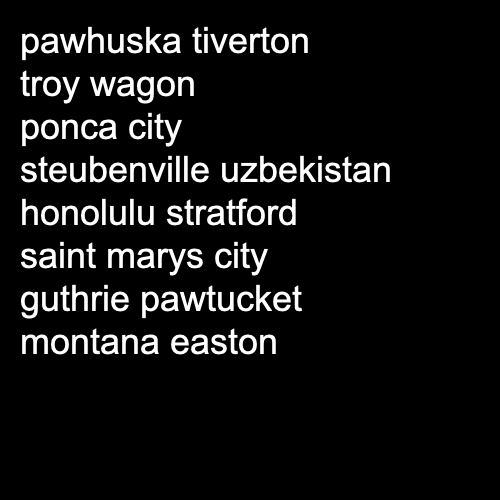 pawhuska tiverton
troy wagon
ponca city
steubenville uzbekistan
honolulu stratford
saint marys city
guthrie pawtucket
montana easton